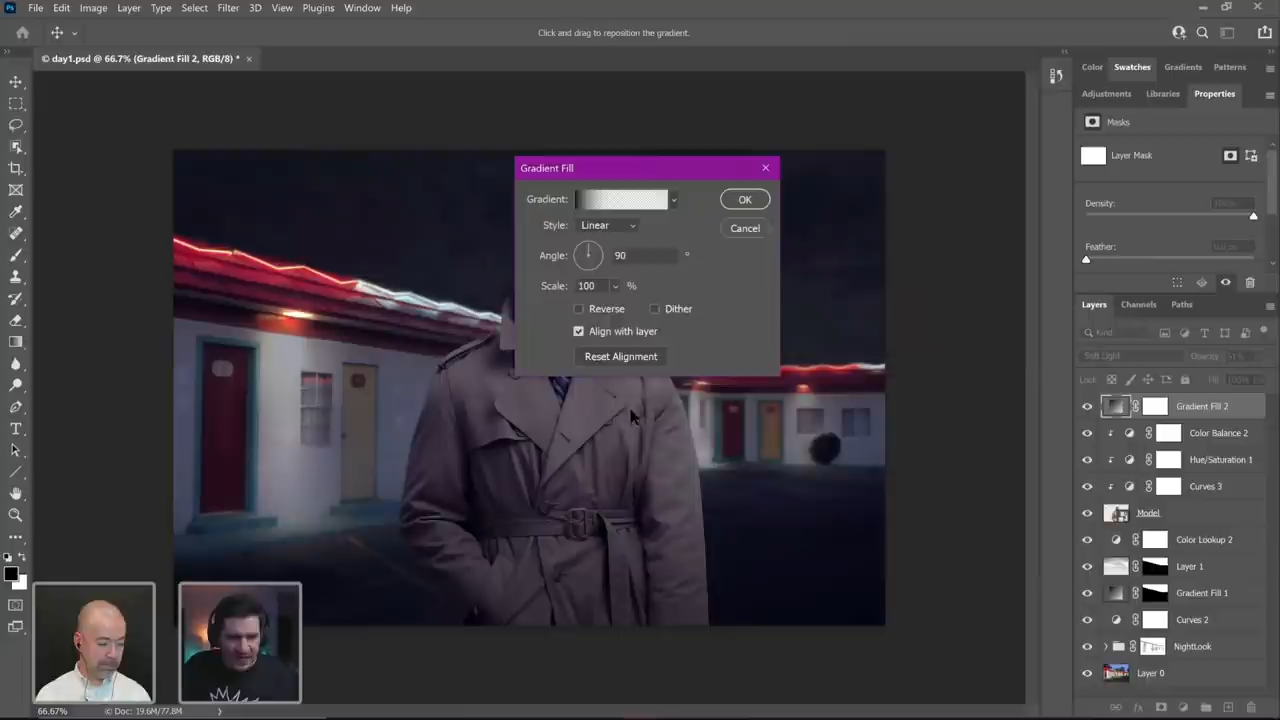 Ps File Edit Image Layer Type Select Filter 3D View Plugins Window Help
Click and drag to reposition the gradient.
© day1.psd @ 66.7% (Gradient Fill 2, RGB/8) *
Color Swatches Gradients Patterns
Adjustments Libraries Properties
Masks
Layer Mask
Density:
Feather:
Gradient Fill
Gradient:
OK
Style: Linear
Cancel
Angle: 90 °
Scale: 100 %
Reverse Dither
Align with layer
Reset Alignment
Layers Channels Paths
Kind
Soft Light Opacity
Lock: Fill
Gradient Fill 2
Color Balance 2
Hue/Saturation 1
Curves 3
Model
Color Lookup 2
Layer 1
Gradient Fill 1
Curves 2
NightLook
Layer 0
66.67% © Doc: 19.6M/77.8M